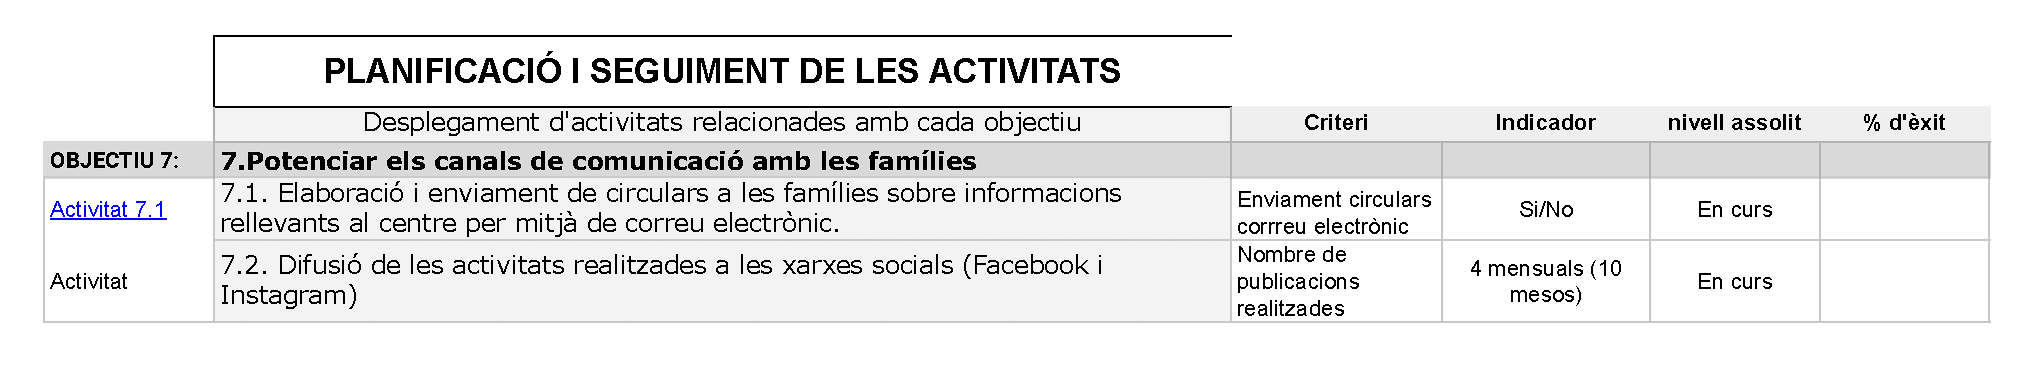 PLANIFICACIÓ I SEGUIMENT DE LES ACTIVITATS
Desplegament d'activitats relacionades amb cada objectiu
Criteri
Indicador
nivell assolit
% d'èxit
OBJECTIU 7:
7.Potenciar els canals de comunicació amb les famílies
Activitat 7.1
7.1. Elaboració i enviament de circulars a les famílies sobre informacions
rellevants al centre per mitjà de correu electrònic.
Enviament circulars
corrreu electrònic
Si/No
En curs
Activitat
7.2. Difusió de les activitats realitzades a les xarxes socials (Facebook i
Instagram)
Nombre de
publicacions
realitzades
4 mensuals (10
mesos)
En curs